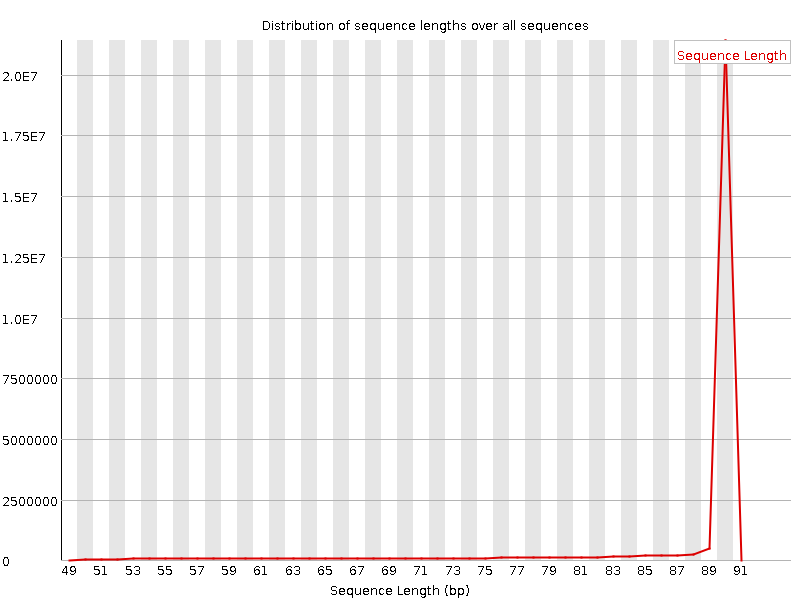 Distribution of sequence lengths over all sequences
Sequence Length
2.0E7
1.75E7
1.5E7
1.25E7
1.0E7
7500000
5000000
2500000
0
49 51 53 55 57 59 61 63 65 67 69 71 73 75 77 79 81 83 85 87 89 91
Sequence Length (bp)